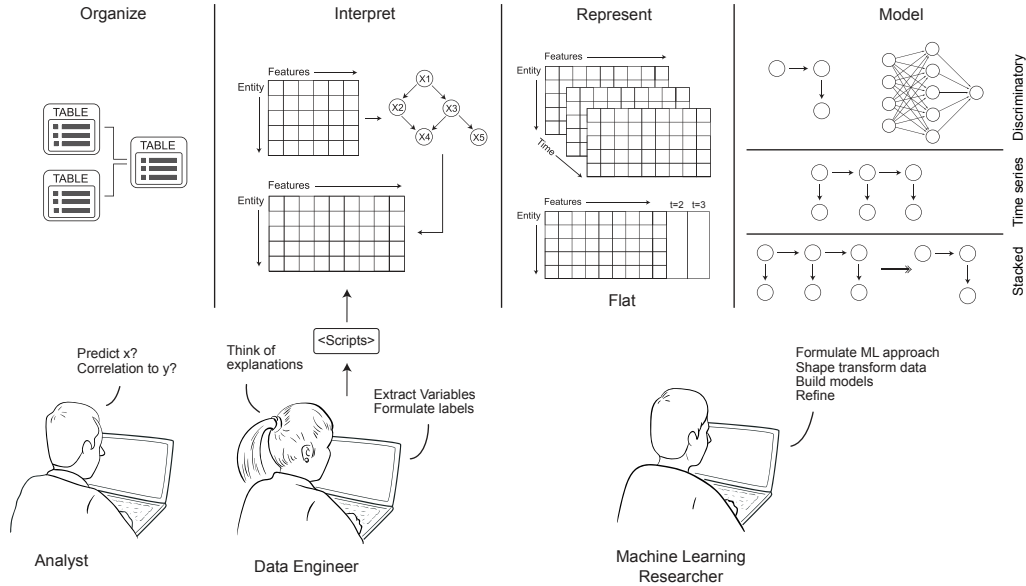 Organize
Interpret
Represent
Model
TABLE
TABLE
TABLE
Features
Entity
X1
X2
X3
X4
X5
Features
Entity
<Scripts>
Features
Entity
Time
Features
t=2
t=3
Entity
Flat
Discriminatory
Time series
Stacked
Predict x?
Correlation to y?
Analyst
Think of
explanations
Extract Variables
Formulate labels
Data Engineer
Formulate ML approach
Shape transform data
Build models
Refine
Machine Learning
Researcher